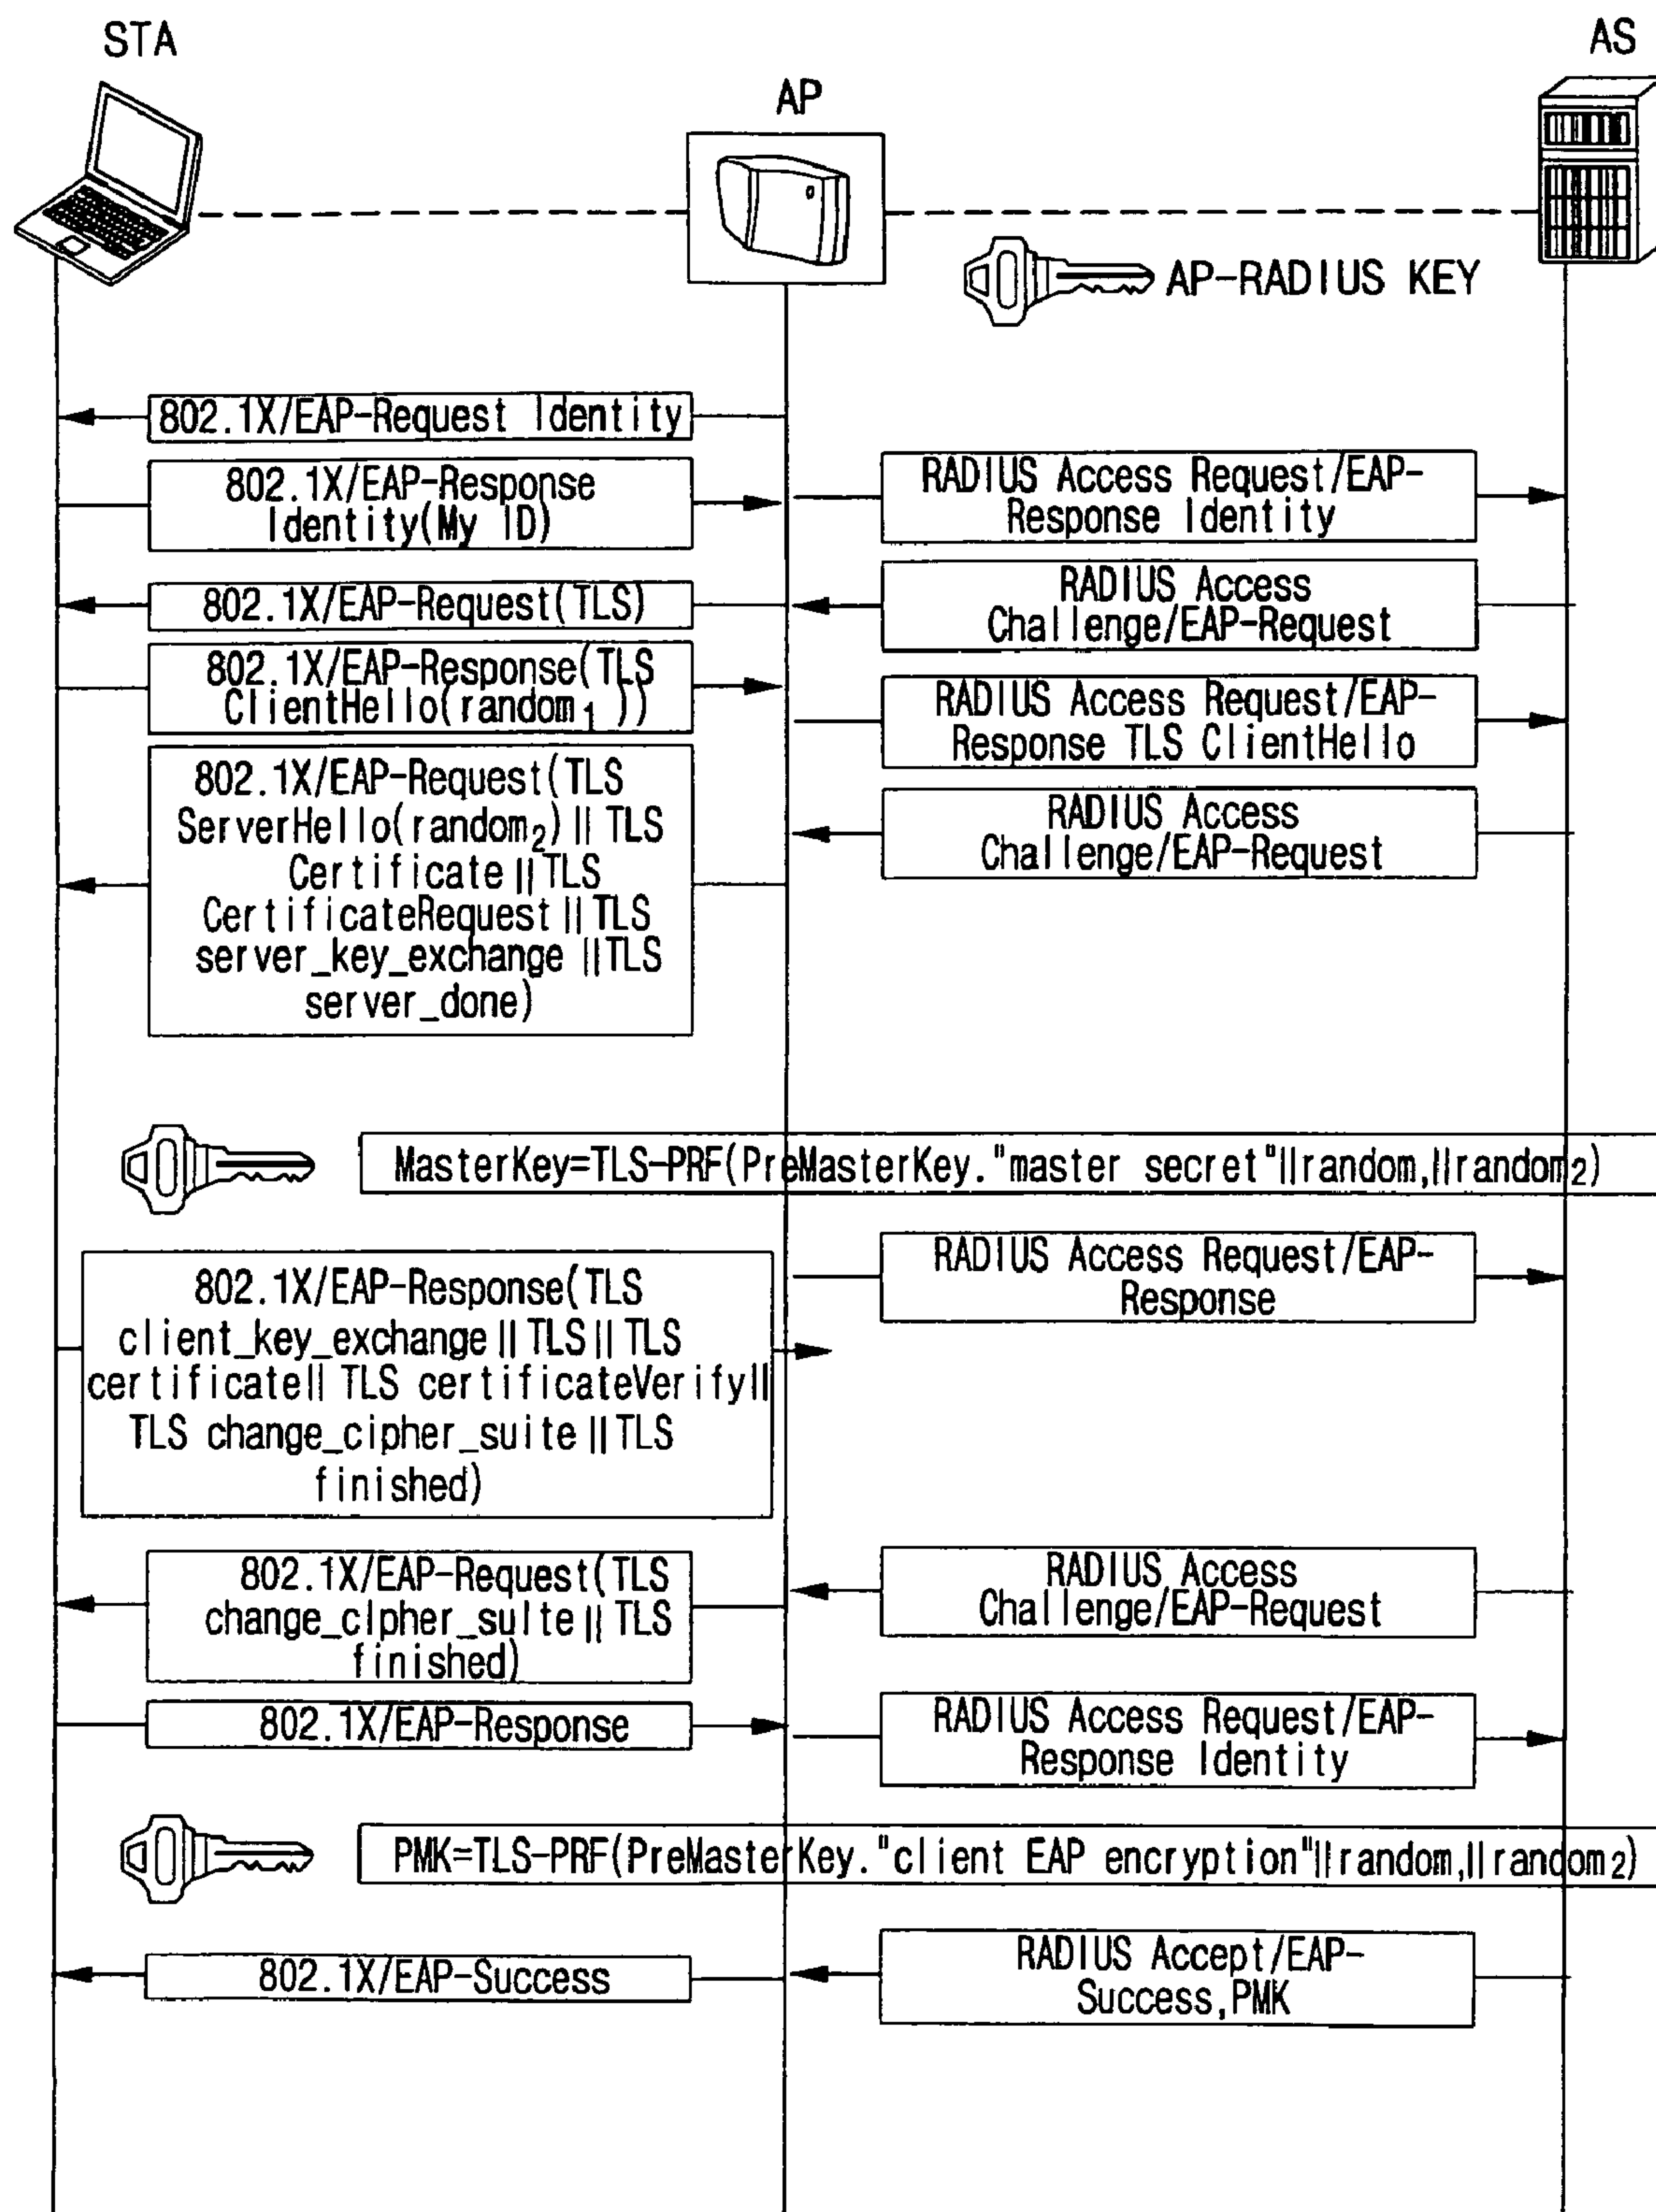 STA
AP
AS
AP-RADIUS KEY
802.1X/EAP-Request Identity
802.1X/EAP-Response
Identity(My ID)
RADIUS Access Request/EAP-
Response Identity
802.1X/EAP-Request(TLS)
RADIUS Access
Challenge/EAP-Request
802.1X/EAP-Response(TLS
ClientHello(random₁ ))
RADIUS Access Request/EAP-
Response TLS ClientHello
802.1X/EAP-Request(TLS
ServerHello(random₂)||TLS
Certificate||TLS
CertificateRequest||TLS
server_key_exchange ||TLS
server_done)
RADIUS Access
Challenge/EAP-Request
MasterKey=TLS-PRF(PreMasterKey."master secret"||random,||random₂)
802.1X/EAP-Response(TLS
client_key_exchange||TLS||TLS
certificate|| TLS certificateVerify||
TLS change_cipher_suite||TLS
finished)
RADIUS Access Request/EAP-
Response
802.1X/EAP-Request(TLS
change_cipher_suite||TLS
finished)
RADIUS Access
Challenge/EAP-Request
802.1X/EAP-Response
RADIUS Access Request/EAP-
Response Identity
PMK=TLS-PRF(PreMasterKey."client EAP encryption"||random,||random₂)
802.1X/EAP-Success
RADIUS Accept/EAP-
Success,PMK